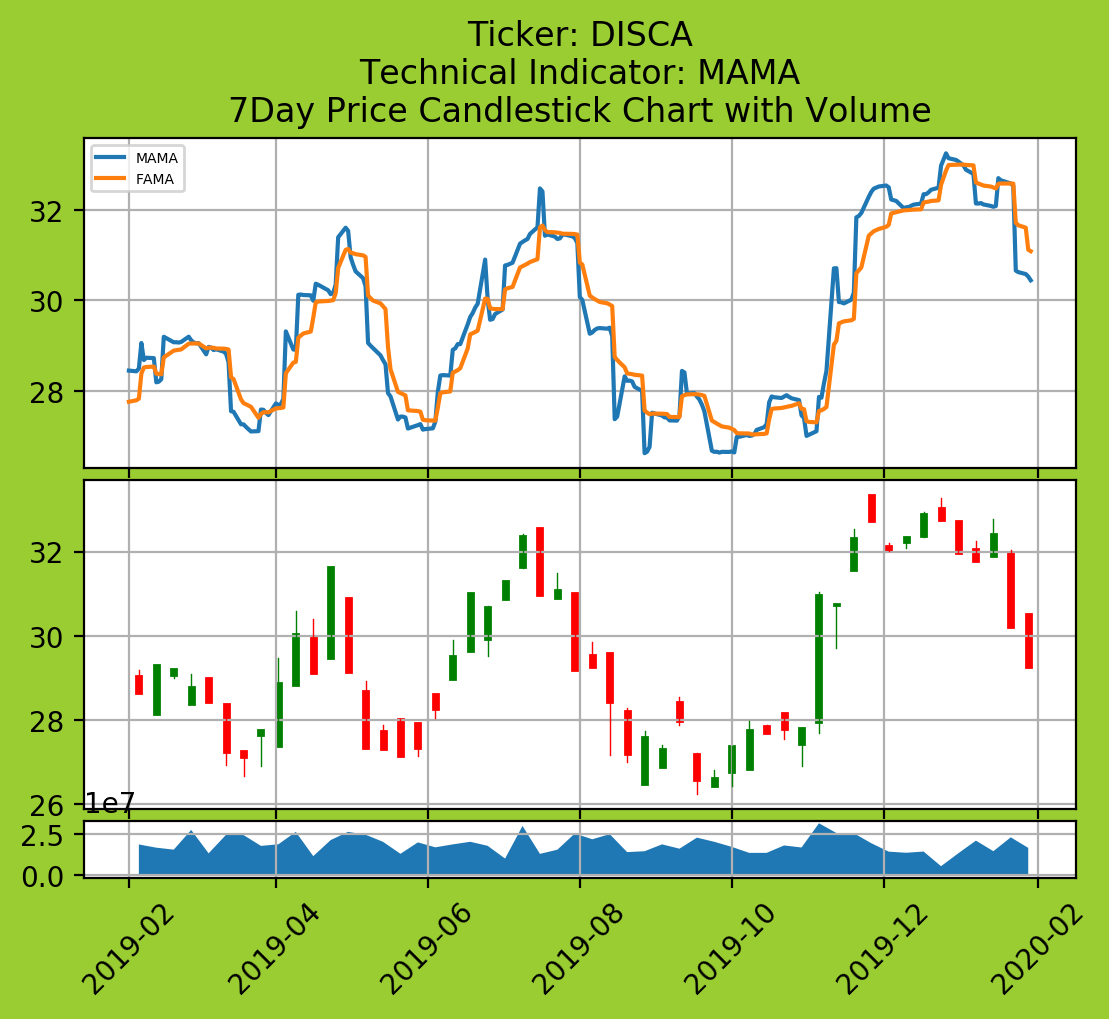 Ticker: DISCA
Technical Indicator: MAMA
7Day Price Candlestick Chart with Volume
MAMA
FAMA
32
30
28
32
30
28
26
1e7
2.5
0.0
2019-02
2019-04
2019-06
2019-08
2019-10
2019-12
2020-02